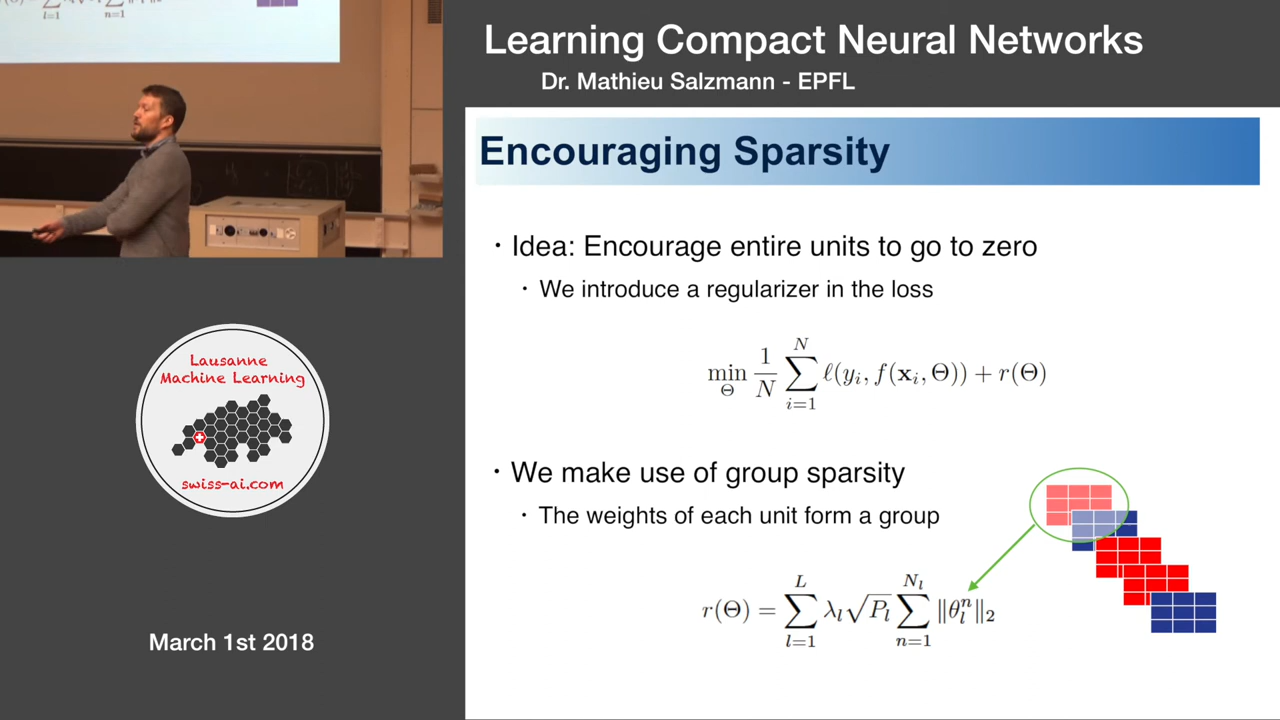 Learning Compact Neural Networks
Dr. Mathieu Salzmann - EPFL
Encouraging Sparsity
• Idea: Encourage entire units to go to zero
• We introduce a regularizer in the loss
min_Θ 1/N ∑_{i=1}^{N} ℓ(y_i, f(x_i, Θ)) + r(Θ)
• We make use of group sparsity
• The weights of each unit form a group
r(Θ) = ∑_{l=1}^{L} λ_l √P_l ∑_{n=1}^{N_l} ‖θ_l^n‖_2
Lausanne
Machine Learning
swiss-ai.com
March 1st 2018